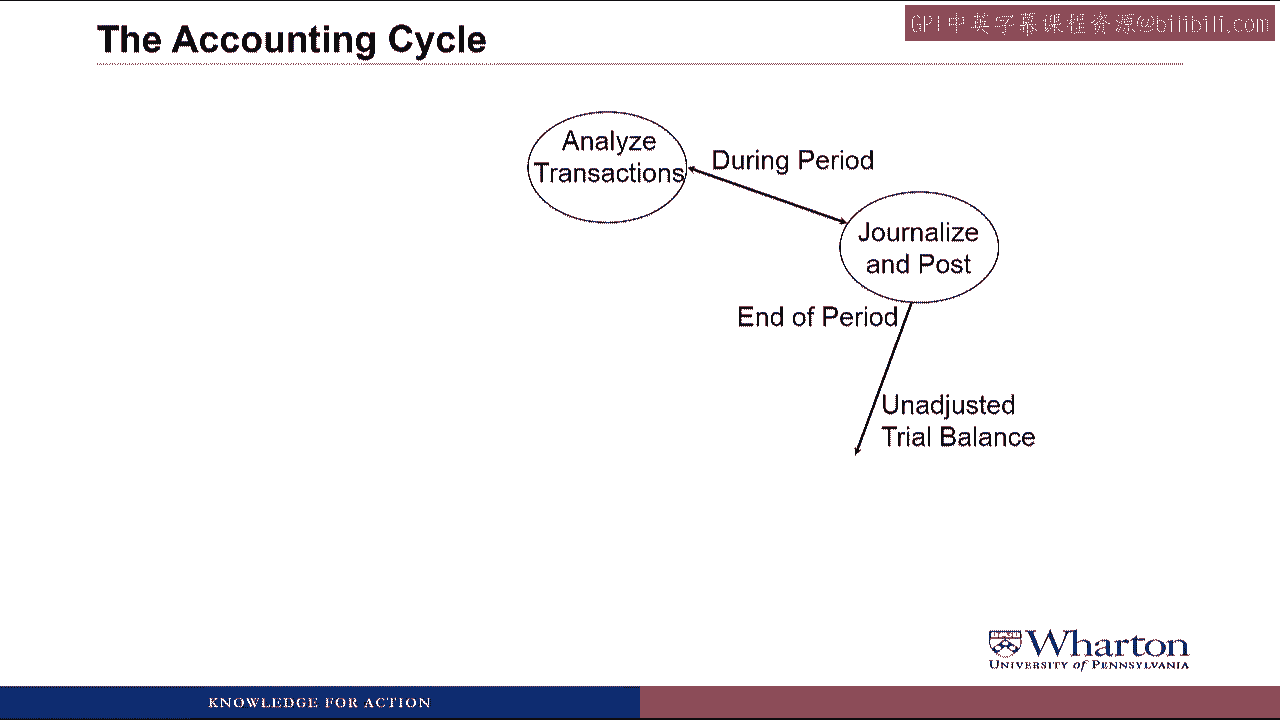 The Accounting Cycle
GPT中英字幕课程资源@bilibili.com
Analyze
Transactions
During Period
Journalize
and Post
End of Period
Unadjusted
Trial Balance
Wharton
UNIVERSITY of PENNSYLVANIA
KNOWLEDGE FOR ACTION